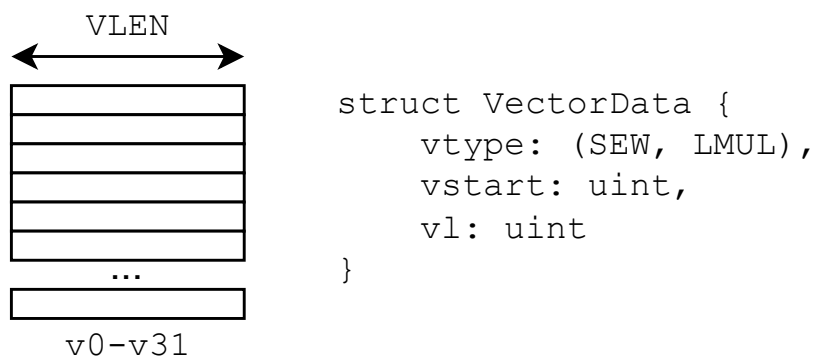 VLEN
...
v0-v31
struct VectorData {
    vtype: (SEW, LMUL),
    vstart: uint,
    vl: uint
}